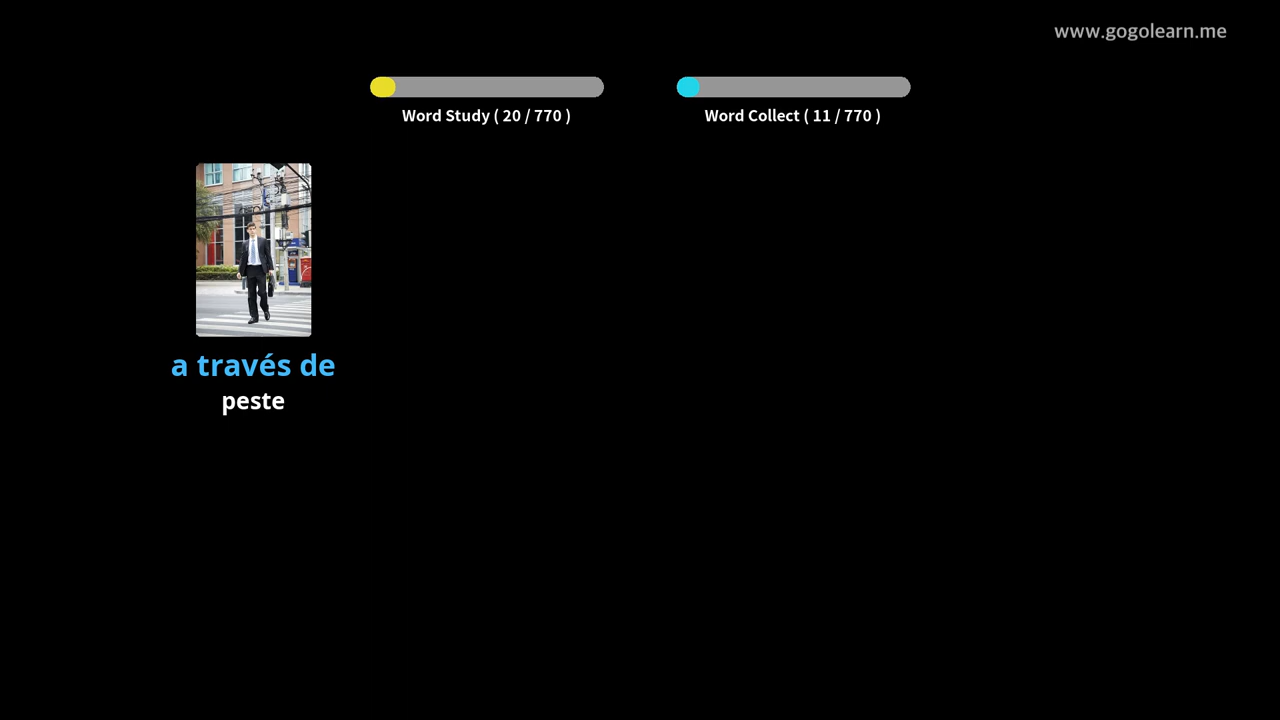 www.gogolearn.me
Word Study ( 20 / 770 )
Word Collect ( 11 / 770 )
a través de
peste